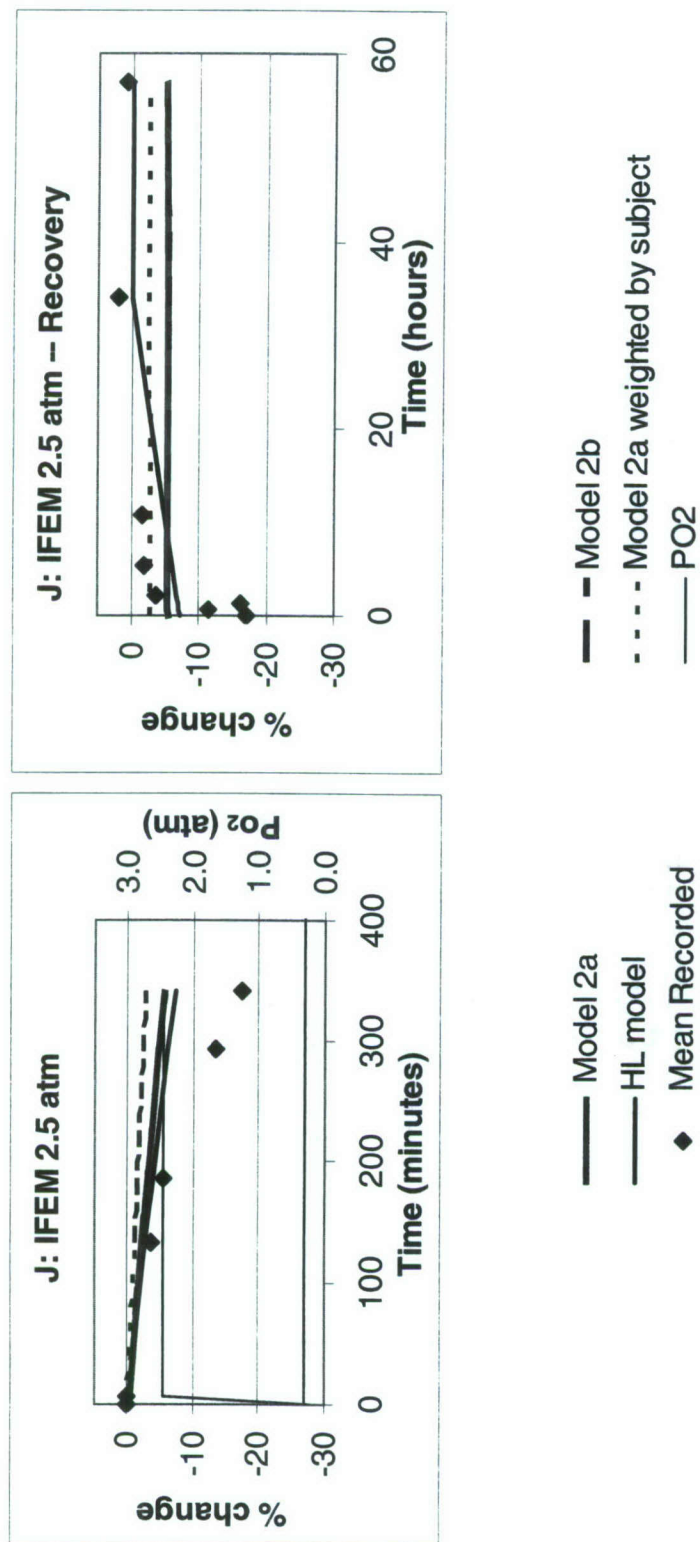 J: IFEM 2.5 atm
% change
0
-10
-20
-30
0
100
200
300
400
Time (minutes)
3.0
2.0
1.0
0.0
PO2 (atm)
J: IFEM 2.5 atm -- Recovery
% change
0
-10
-20
-30
0
20
40
60
Time (hours)
Model 2a
HL model
Mean Recorded
Model 2b
Model 2a weighted by subject
PO2